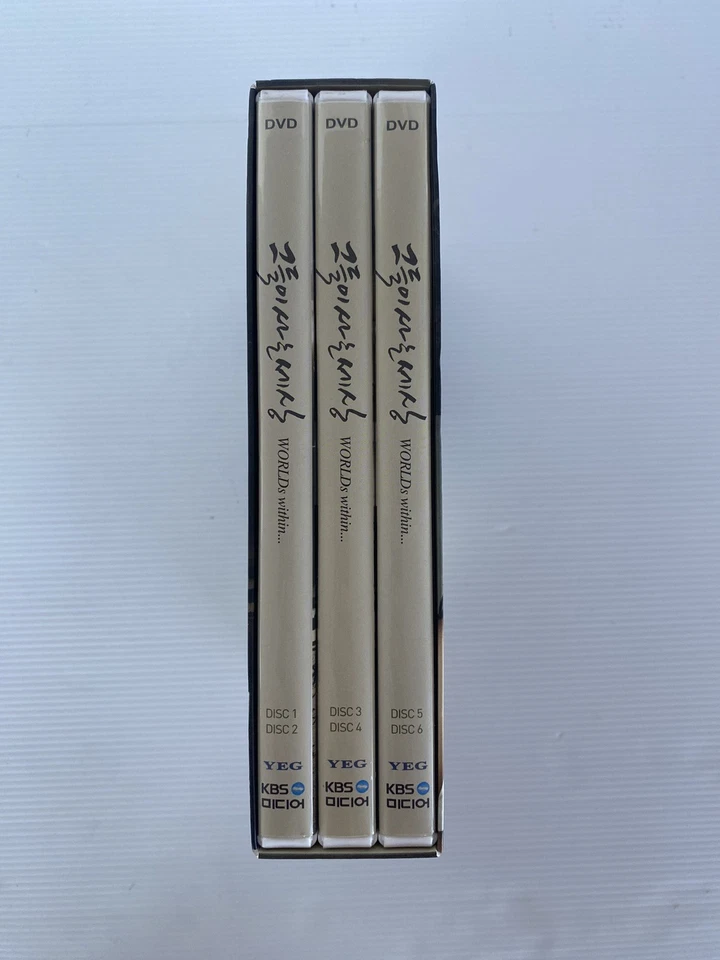 DVD
그들이 사는 세상
WORLDs within...
DISC 1
DISC 2
YEG
KBS
미디어
DVD
그들이 사는 세상
WORLDs within...
DISC 3
DISC 4
YEG
KBS
미디어
DVD
그들이 사는 세상
WORLDs within...
DISC 5
DISC 6
YEG
KBS
미디어